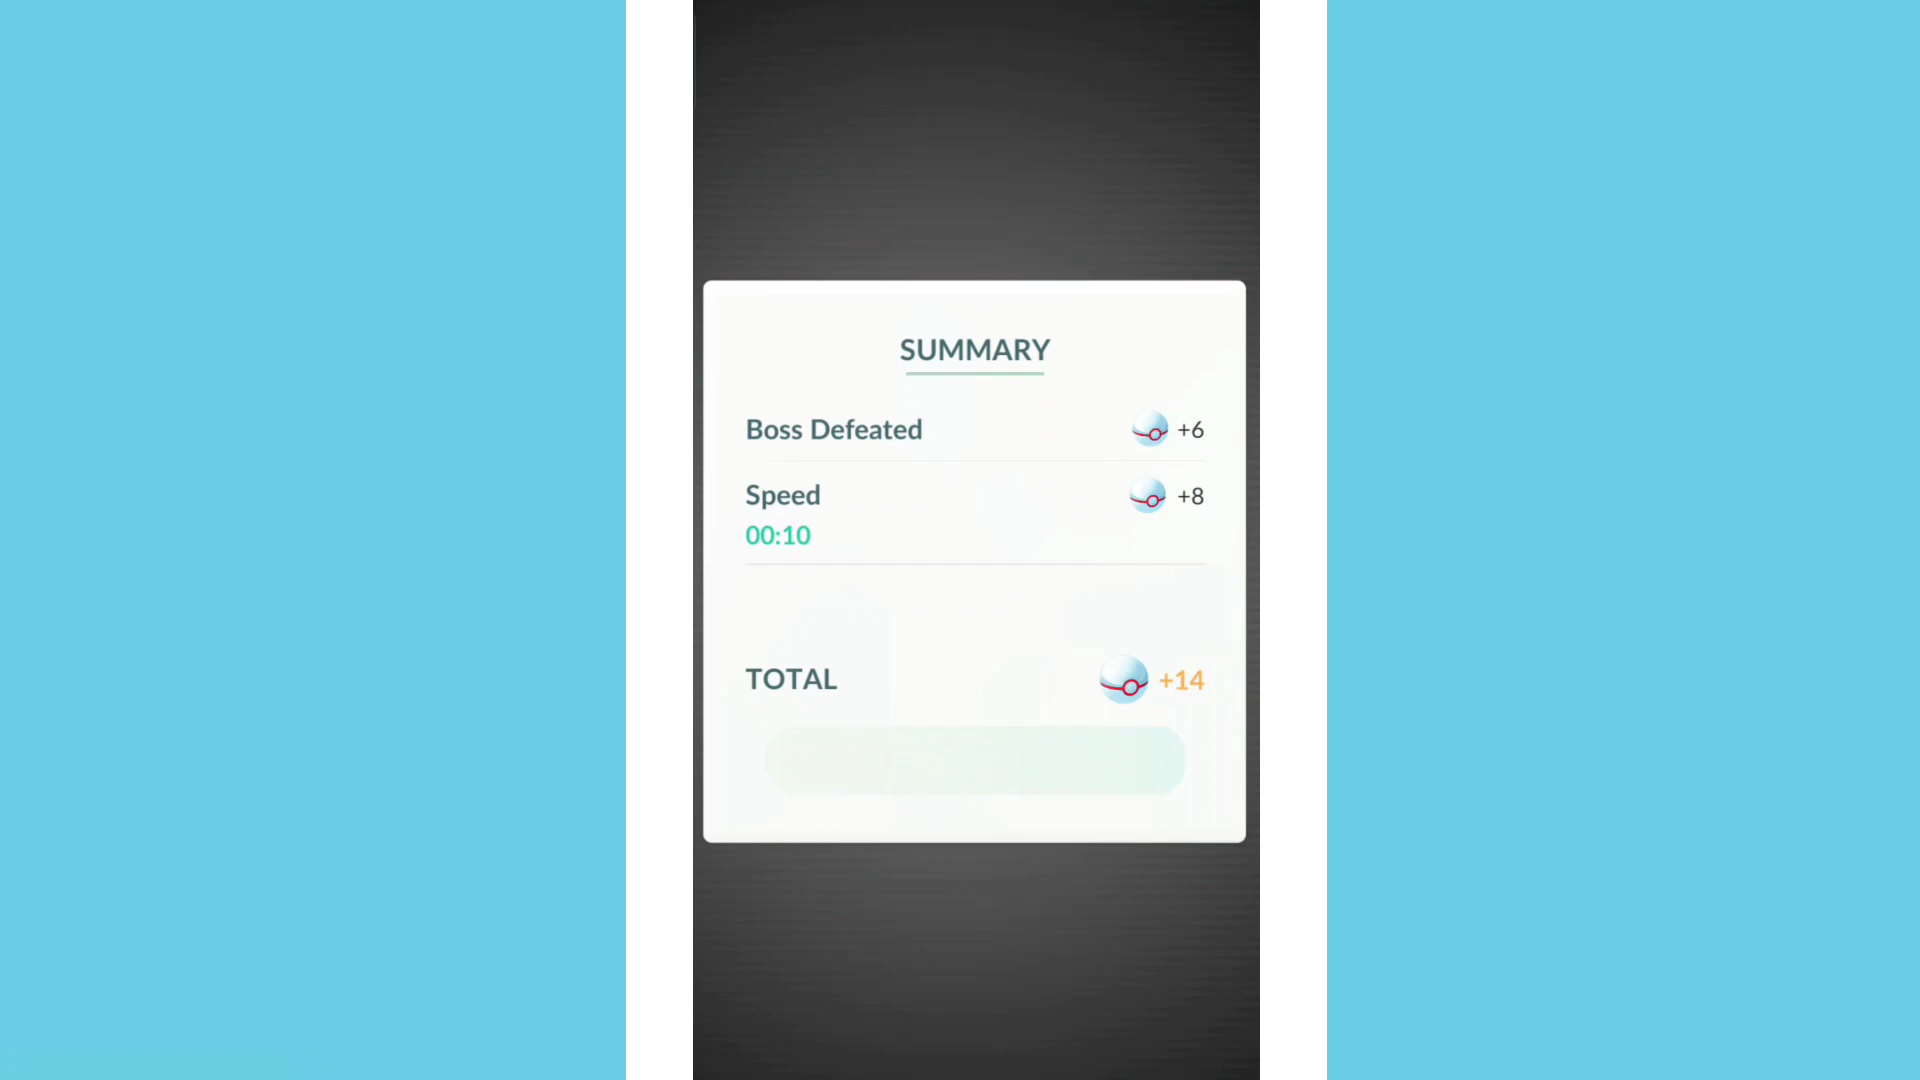 SUMMARY
Boss Defeated +6
Speed +8
00:10
TOTAL +14